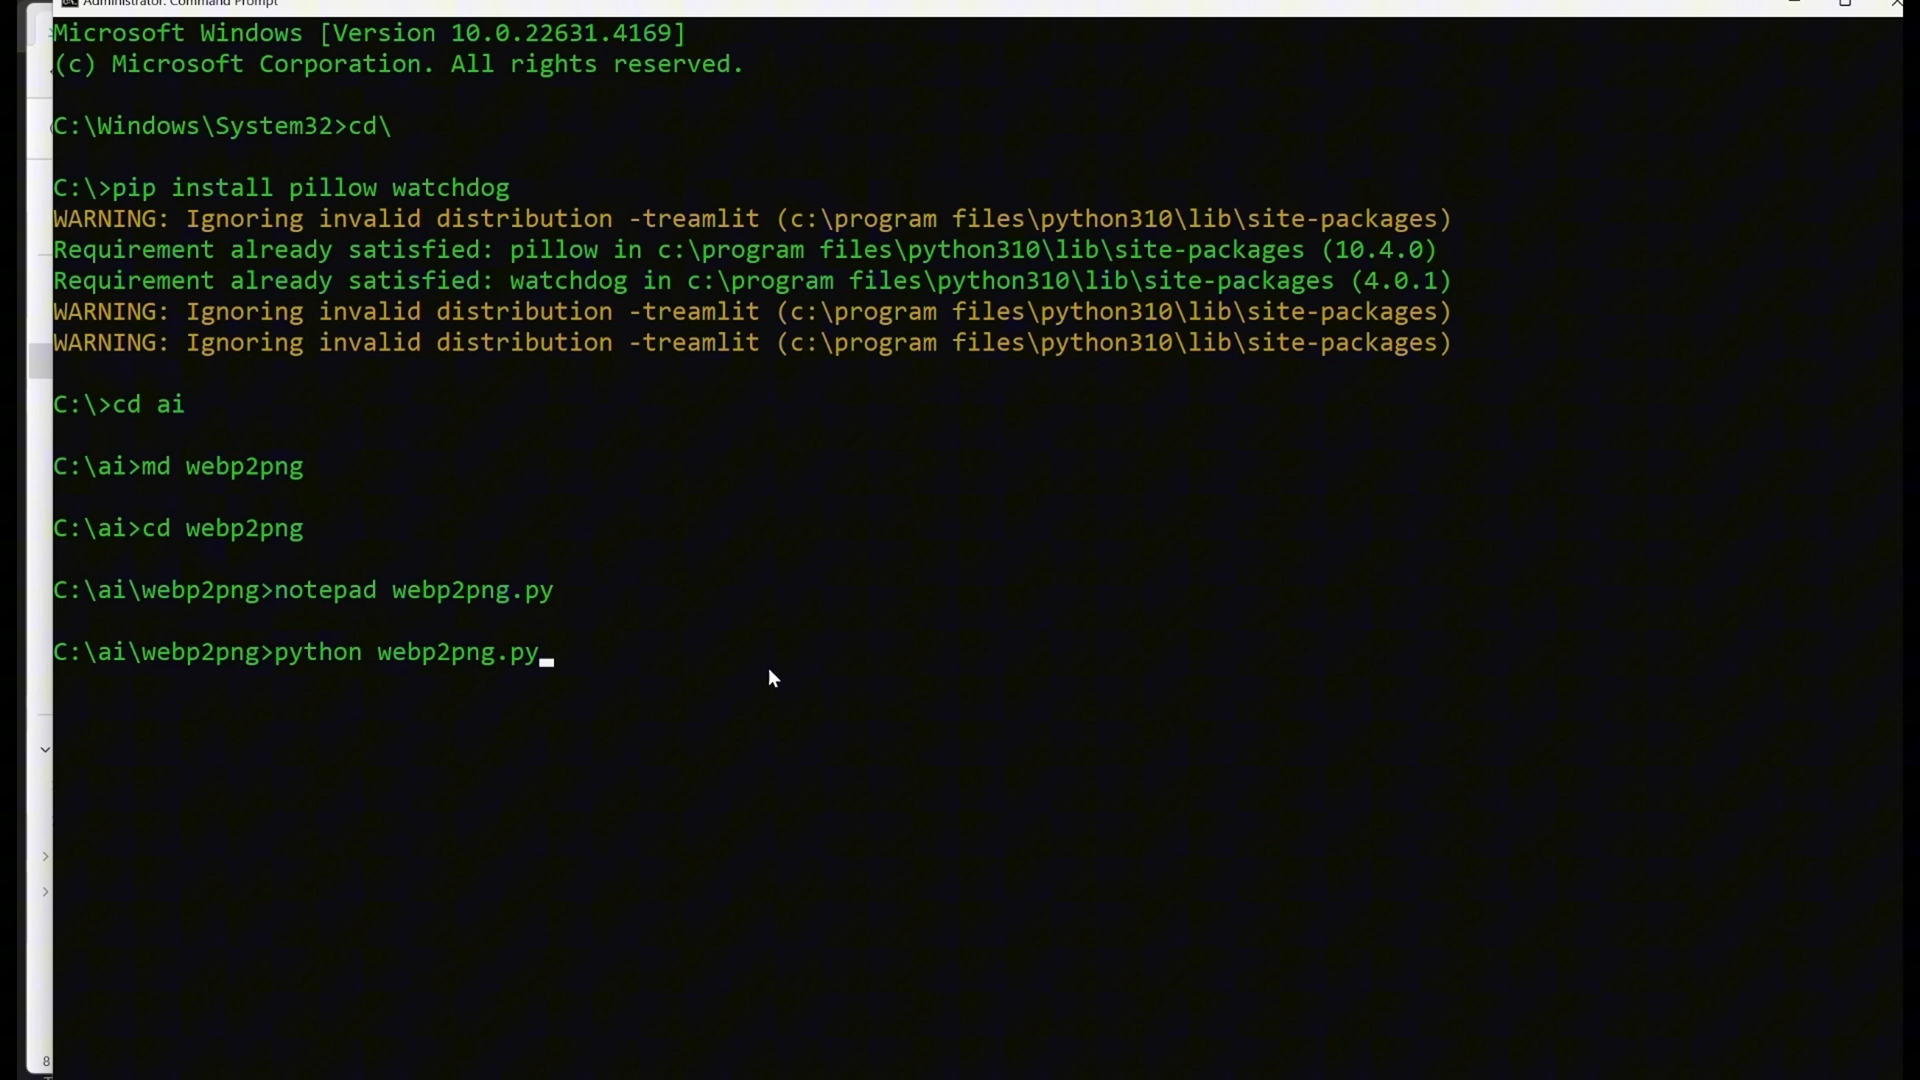 Administrator: Command Prompt
Microsoft Windows [Version 10.0.22631.4169]
(c) Microsoft Corporation. All rights reserved.
C:\Windows\System32>cd\
C:\>pip install pillow watchdog
WARNING: Ignoring invalid distribution -treamlit (c:\program files\python310\lib\site-packages)
Requirement already satisfied: pillow in c:\program files\python310\lib\site-packages (10.4.0)
Requirement already satisfied: watchdog in c:\program files\python310\lib\site-packages (4.0.1)
WARNING: Ignoring invalid distribution -treamlit (c:\program files\python310\lib\site-packages)
WARNING: Ignoring invalid distribution -treamlit (c:\program files\python310\lib\site-packages)
C:\>cd ai
C:\ai>md webp2png
C:\ai>cd webp2png
C:\ai\webp2png>notepad webp2png.py
C:\ai\webp2png>python webp2png.py
8